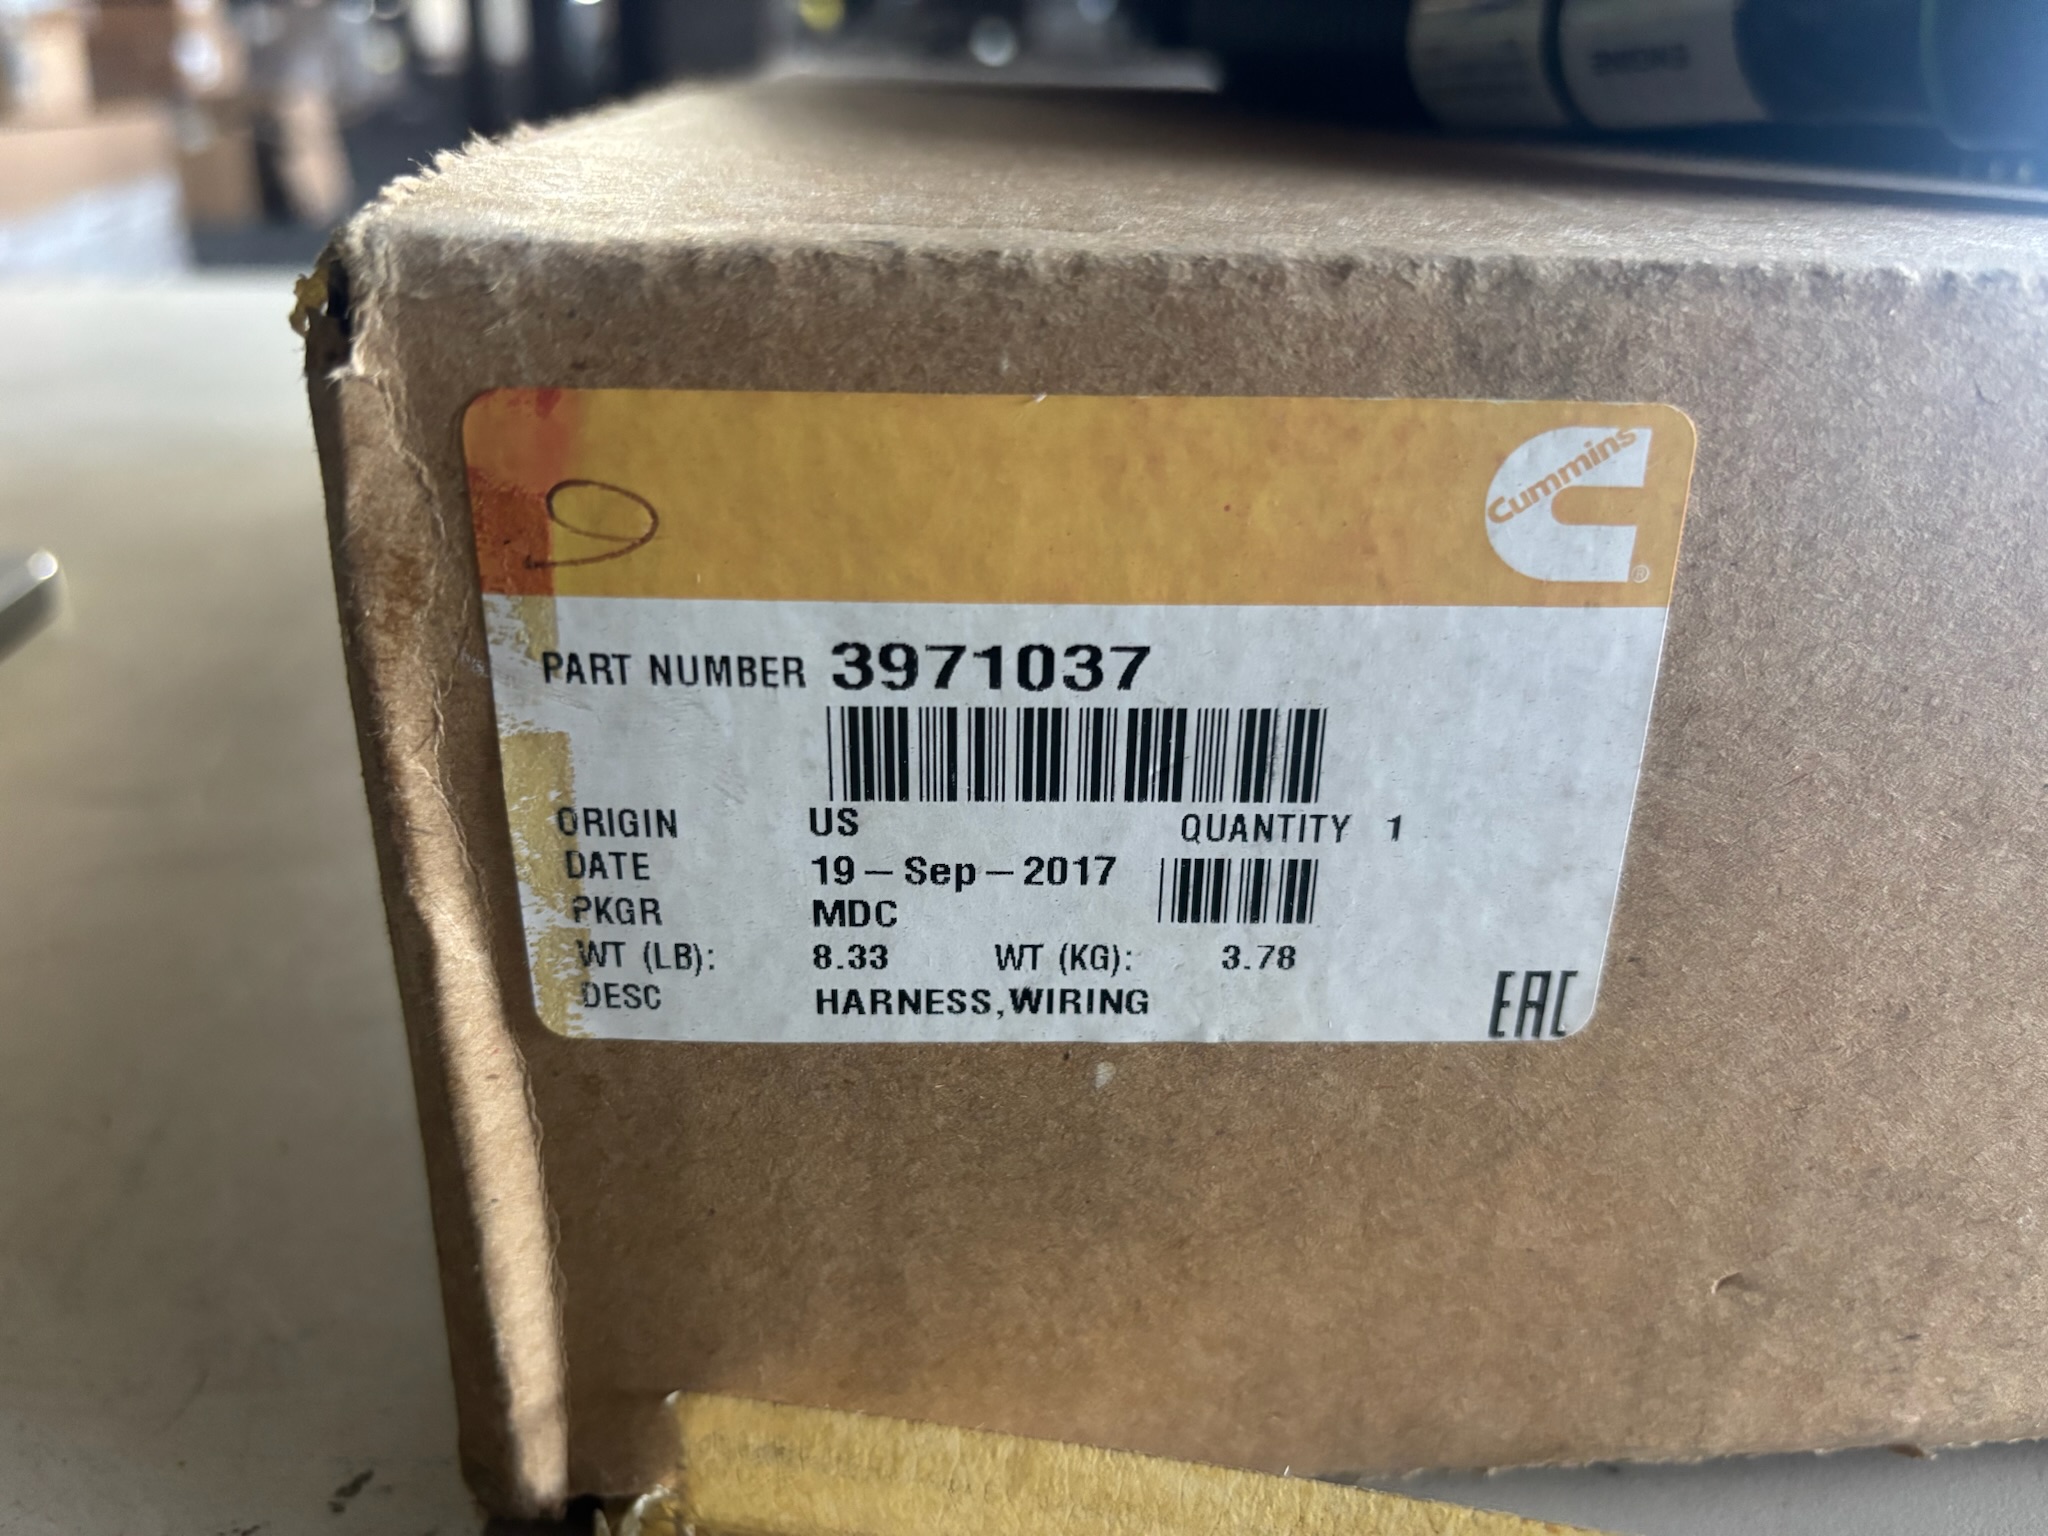 Cummins
®
PART NUMBER 3971037
ORIGIN US QUANTITY 1
DATE 19-Sep-2017
PKGR MDC
WT (LB): 8.33 WT (KG): 3.78
DESC HARNESS,WIRING
EAC